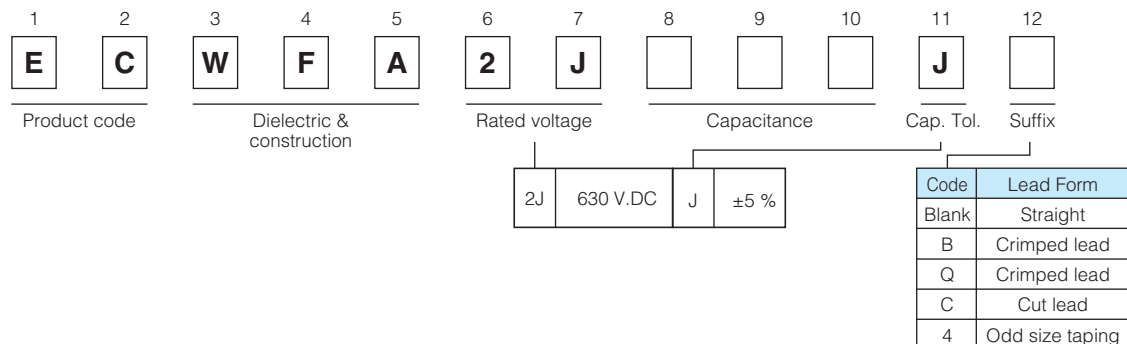 1 2 3 4 5 6 7 8 9 10 11 12
E C W F A 2 J J
Product code Dielectric & Rated voltage Capacitance Cap. Tol. Suffix
construction
2J 630 V.DC J ±5 %
Code Lead Form
Blank Straight
B Crimped lead
Q Crimped lead
C Cut lead
4 Odd size taping